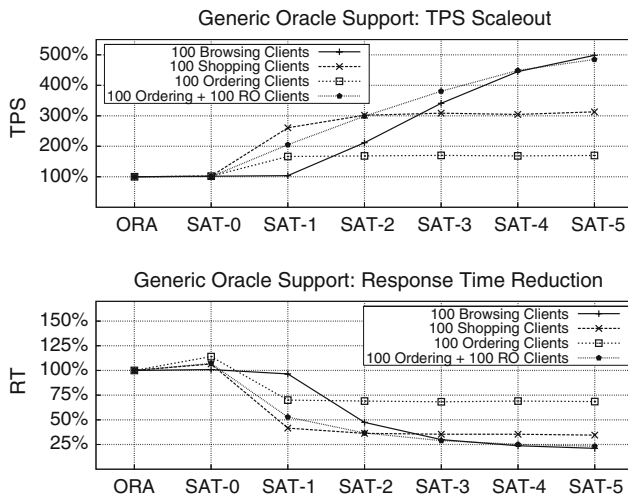 Generic Oracle Support: TPS Scaleout
500%
400%
300%
200%
100%
TPS
100 Browsing Clients
100 Shopping Clients
100 Ordering Clients
100 Ordering + 100 RO Clients
ORA SAT-0 SAT-1 SAT-2 SAT-3 SAT-4 SAT-5
Generic Oracle Support: Response Time Reduction
150%
125%
100%
75%
50%
25%
RT
100 Browsing Clients
100 Shopping Clients
100 Ordering Clients
100 Ordering + 100 RO Clients
ORA SAT-0 SAT-1 SAT-2 SAT-3 SAT-4 SAT-5